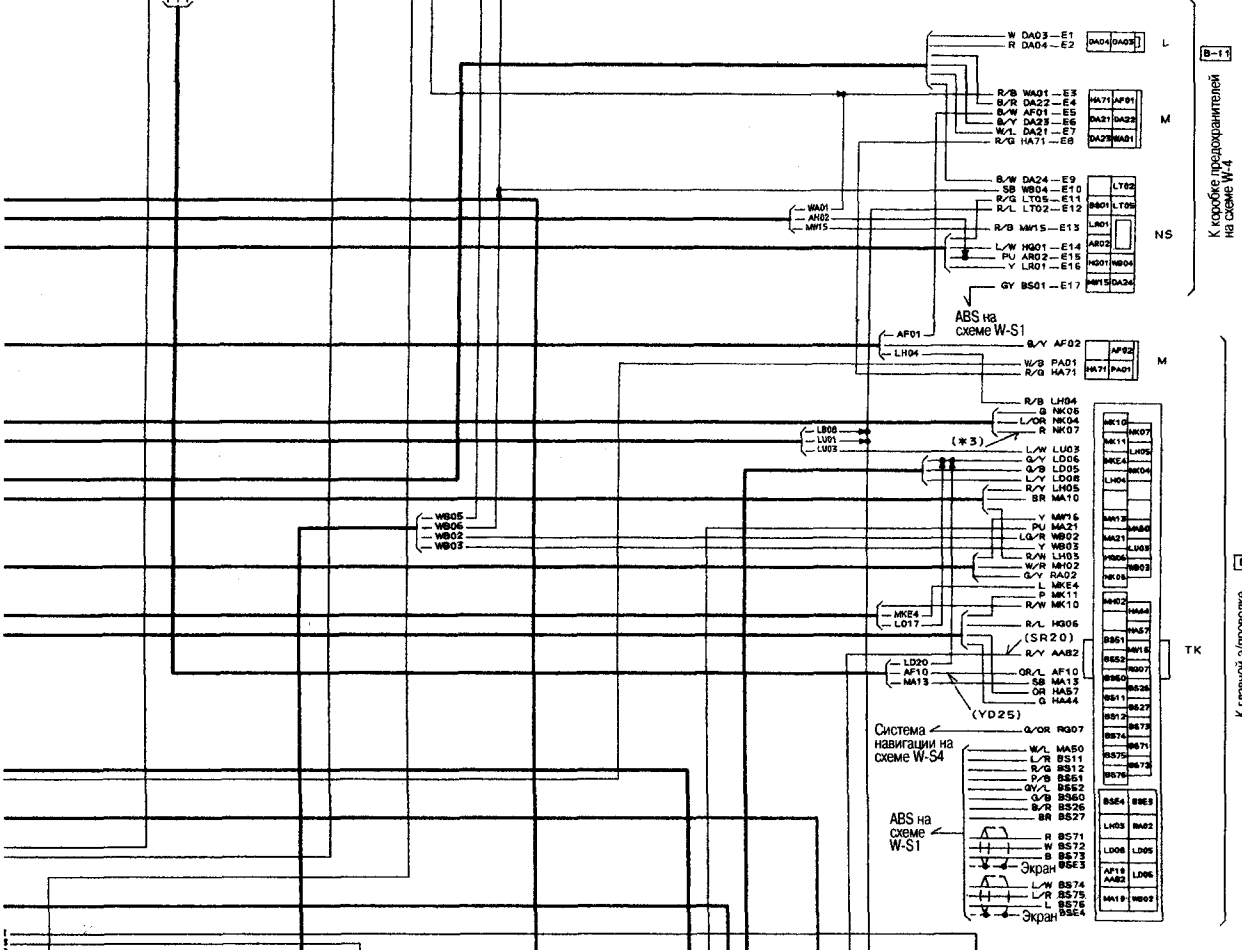 W DA03—E1
R DA04—E2
DA04 DA03
L
B-11
R/B WA01—E3
B/R DA22—E4
B/W AF01—E5
B/Y DA23—E6
W/L DA21—E7
R/G HA71—E8
HA71 AF01
DA21 DA22
DA23 WA01
M
К коробке предохранителей
на схеме W-4
B/W DA24—E9
SB WB04—E10
R/G LT05—E11
R/L LT02—E12
R/B MW15—E13
L/W HG01—E14
PU AR02—E15
Y LR01—E16
GY BS01—E17
LT02
BS01 LT05
LR01
AR02
HG01 WB04
MW15 DA24
NS
WA01
AH02
MW15
ABS на
схеме W-S1
AF01
LH04
B/Y AF02
W/B PA01
R/G HA71
AF02
HA71 PA01
M
R/B LH04
G NK06
L/OR NK04
R NK07
(*3)
LB06
LU01
LU03
L/W LU03
G/Y LD06
G/B LD05
L/Y LD08
R/Y LH05
BR MA10
Y MW16
PU MA21
LG/R WB02
Y WB03
R/W LH03
W/R MH02
G/Y RA02
L MKE4
P MK11
R/W MK10
R/L HG06
(SR20)
R/Y AAB2
GR/L AF10
SB MA13
OR HA57
G HA44
(YD25)
WB05
WB06
WB02
WB03
MKE4
LD17
LD20
AF10
MA13
MK10
NK07
MK11
LH05
MKE4
NK04
LH04
MA13
MA50
MA21
LU03
HG06
WB03
NK06
MH02
HA44
HA57
BS51
MW16
BS52
RG07
BS60
BS26
BS11
BS27
BS12
BS73
BS74
BS71
BS75
BS72
BS76
TK
Система
навигации на
схеме W-S4
G/OR RG07
W/L MA50
L/R BS11
R/G BS12
P/B BS51
GY/L BS52
G/B BS60
B/R BS26
BR BS27
ABS на
схеме
W-S1
R BS71
W BS72
B BS73
Экран BSE3
L/W BS74
L/R BS75
L BS76
Экран BSE4
BSE4 BSE3
LH03 RA02
LD08 LD05
AF10
AAB2 LD06
MA13 WB02
К главной э/проводке